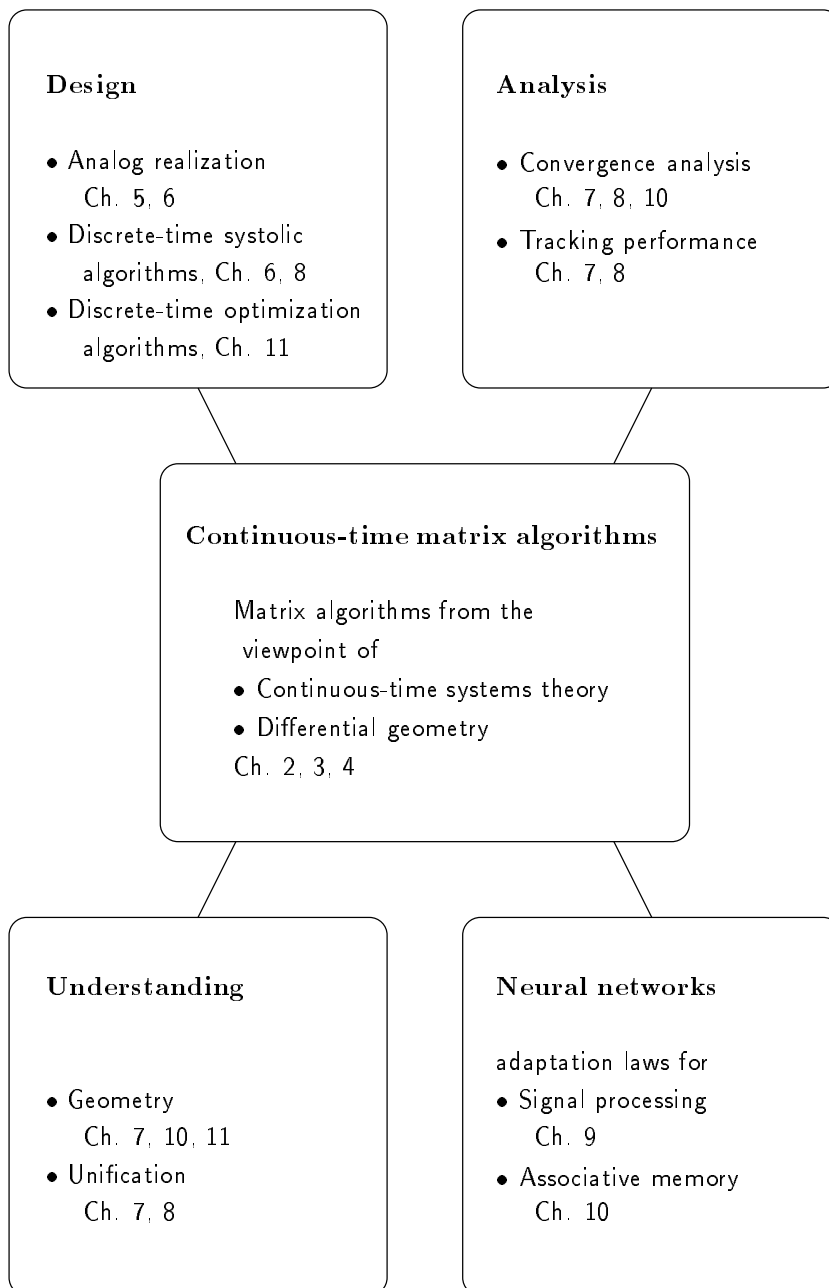 Design
• Analog realization
Ch. 5, 6
• Discrete-time systolic
algorithms, Ch. 6, 8
• Discrete-time optimization
algorithms, Ch. 11
Analysis
• Convergence analysis
Ch. 7, 8, 10
• Tracking performance
Ch. 7, 8
Continuous-time matrix algorithms
Matrix algorithms from the
viewpoint of
• Continuous-time systems theory
• Differential geometry
Ch. 2, 3, 4
Understanding
• Geometry
Ch. 7, 10, 11
• Unification
Ch. 7, 8
Neural networks
adaptation laws for
• Signal processing
Ch. 9
• Associative memory
Ch. 10